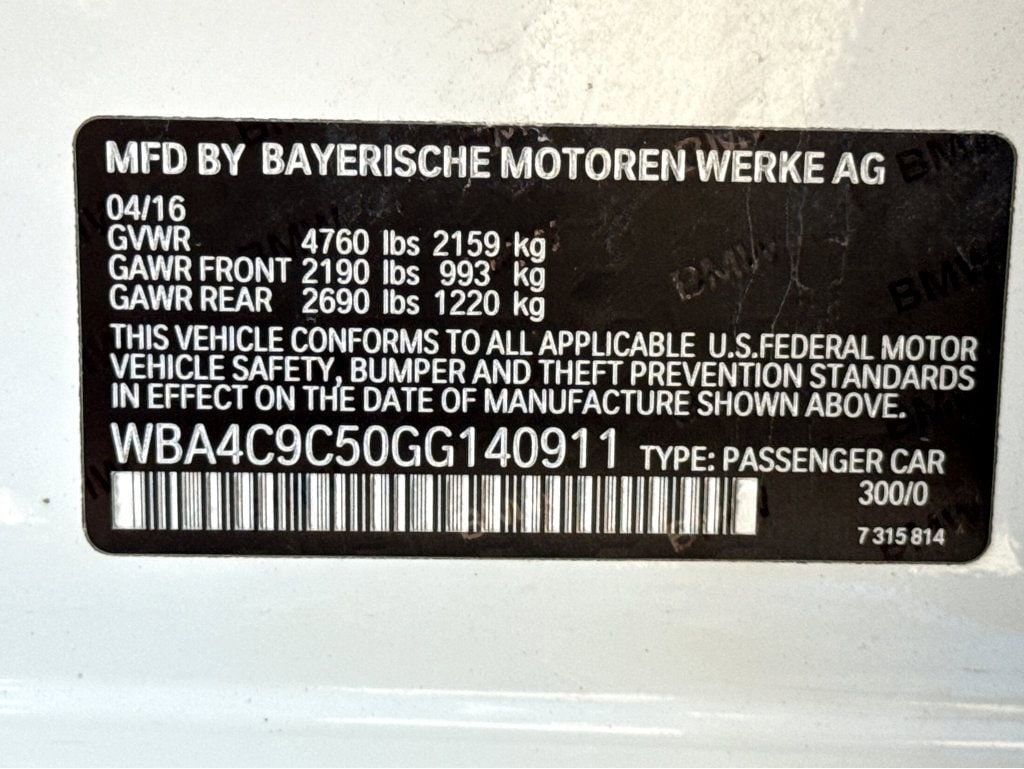 MFD BY BAYERISCHE MOTOREN WERKE AG
04/16
GVWR 4760 lbs 2159 kg
GAWR FRONT 2190 lbs 993 kg
GAWR REAR 2690 lbs 1220 kg
THIS VEHICLE CONFORMS TO ALL APPLICABLE U.S.FEDERAL MOTOR
VEHICLE SAFETY, BUMPER AND THEFT PREVENTION STANDARDS
IN EFFECT ON THE DATE OF MANUFACTURE SHOWN ABOVE.
WBA4C9C50GG140911 TYPE: PASSENGER CAR
300/0
7 315 814